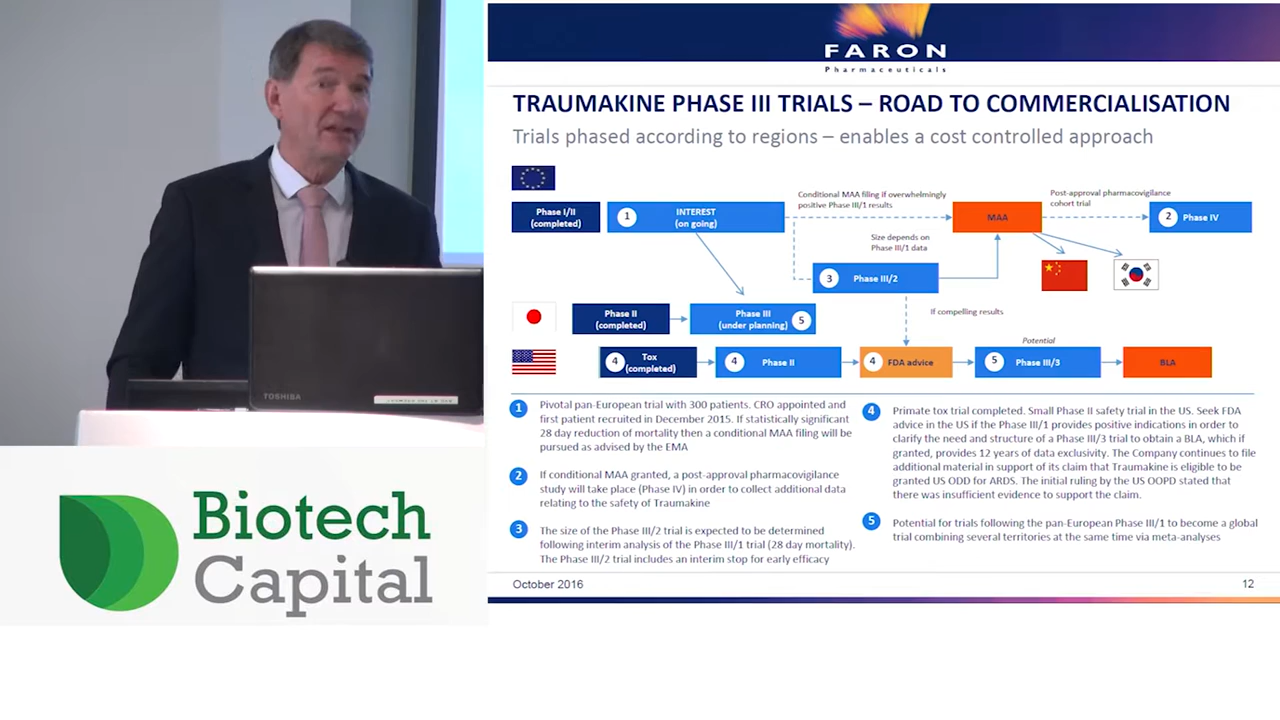 FARON
Pharmaceuticals
TRAUMAKINE PHASE III TRIALS – ROAD TO COMMERCIALISATION
Trials phased according to regions – enables a cost controlled approach
Phase I/II
(completed)
1
INTEREST
(on going)
Conditional MAA filing if overwhelmingly
positive Phase III/1 results
MAA
Post-approval pharmacovigilance
cohort trial
2
Phase IV
Size depends on
Phase III/1 data
3
Phase III/2
Phase II
(completed)
Phase III
(under planning)
5
If compelling results
4
Tox
(completed)
4
Phase II
4
FDA advice
Potential
5
Phase III/3
BLA
1
Pivotal pan-European trial with 300 patients. CRO appointed and
first patient recruited in December 2015. If statistically significant
28 day reduction of mortality then a conditional MAA filing will be
pursued as advised by the EMA
2
If conditional MAA granted, a post-approval pharmacovigilance
study will take place (Phase IV) in order to collect additional data
relating to the safety of Traumakine
3
The size of the Phase III/2 trial is expected to be determined
following interim analysis of the Phase III/1 trial (28 day mortality).
The Phase III/2 trial includes an interim stop for early efficacy
4
Primate tox trial completed. Small Phase II safety trial in the US. Seek FDA
advice in the US if the Phase III/1 provides positive indications in order to
clarify the need and structure of a Phase III/3 trial to obtain a BLA, which if
granted, provides 12 years of data exclusivity. The Company continues to file
additional material in support of its claim that Traumakine is eligible to be
granted US ODD for ARDS. The initial ruling by the US OOPD stated that
there was insufficient evidence to support the claim.
5
Potential for trials following the pan-European Phase III/1 to become a global
trial combining several territories at the same time via meta-analyses
October 2016
12
TOSHIBA
Biotech
Capital